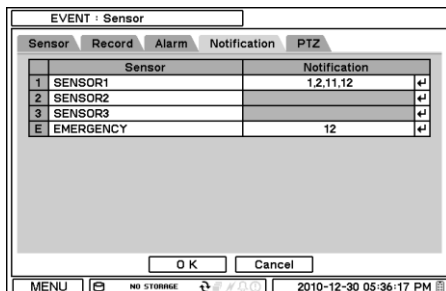 EVENT : Sensor
Sensor Record Alarm Notification PTZ
Sensor Notification
1 SENSOR1 1,2,11,12
2 SENSOR2
3 SENSOR3
E EMERGENCY 12
O K Cancel
MENU NO STORAGE 2010-12-30 05:36:17 PM